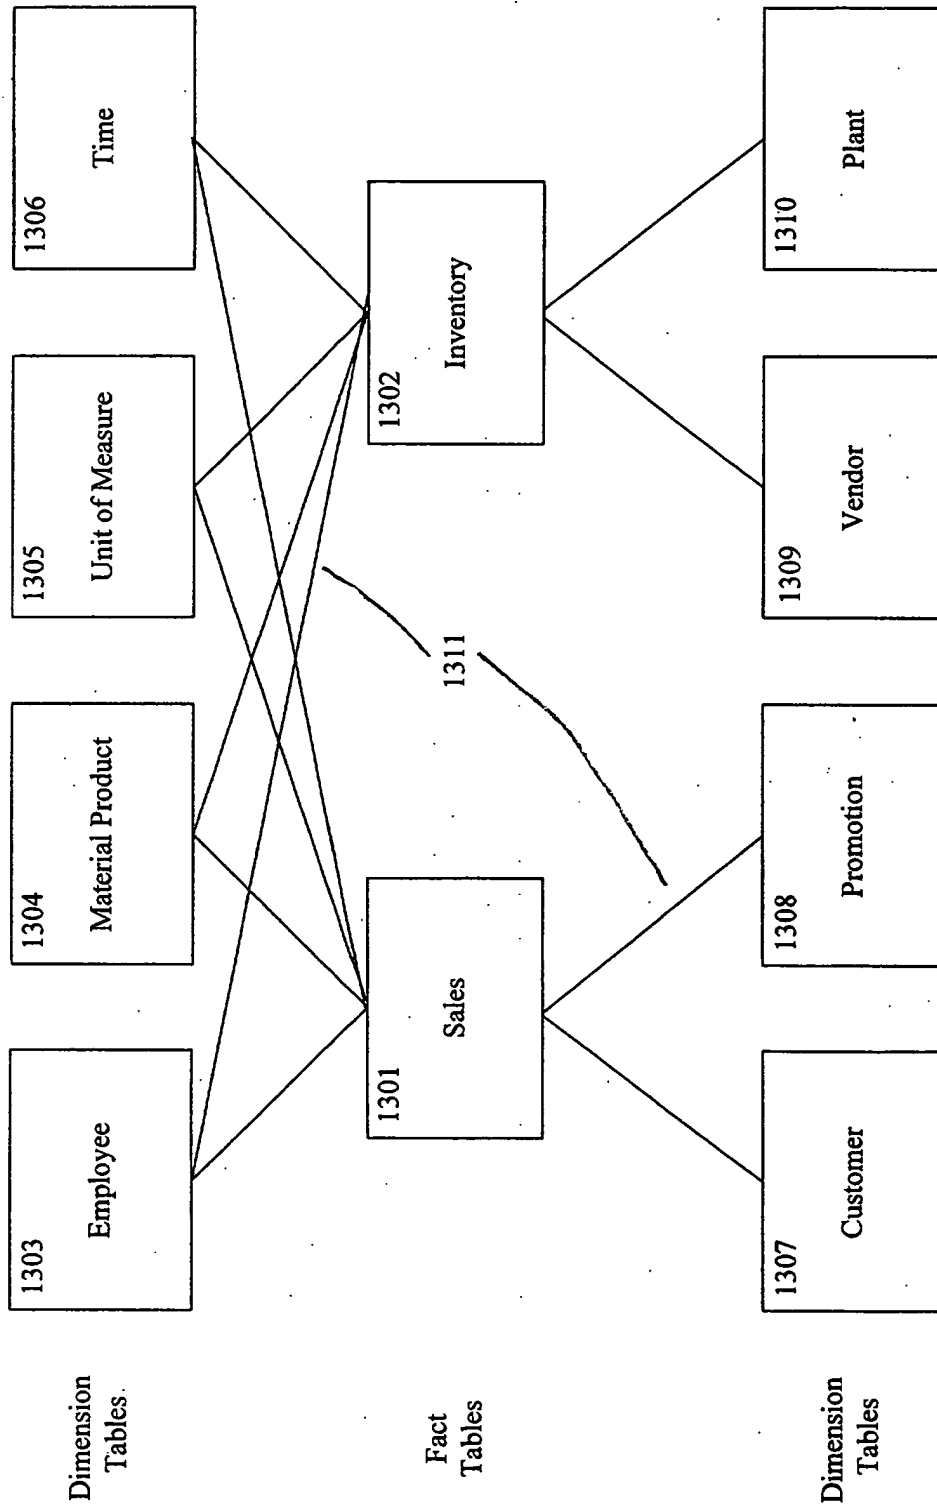 Dimension
Tables.
1303
Employee
1304
Material Product
1305
Unit of Measure
1306
Time
Fact
Tables
1301
Sales
1311
1302
Inventory
Dimension
Tables
1307
Customer
1308
Promotion
1309
Vendor
1310
Plant